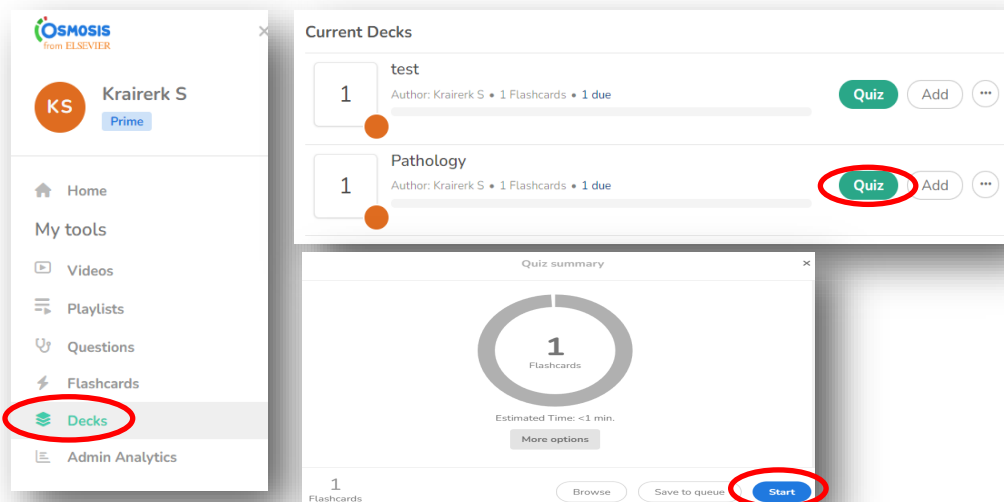 OSMOSIS
from ELSEVIER
×
KS
Krairerk S
Prime
Home
My tools
Videos
Playlists
Questions
Flashcards
Decks
Admin Analytics
Current Decks
1
test
Author: Krairerk S • 1 Flashcards • 1 due
Quiz
Add
...
1
Pathology
Author: Krairerk S • 1 Flashcards • 1 due
Quiz
Add
...
Quiz summary
×
1
Flashcards
Estimated Time: <1 min.
More options
1
Flashcards
Browse
Save to queue
Start